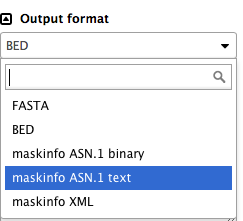 Output format
BED
FASTA
BED
maskinfo ASN.1 binary
maskinfo ASN.1 text
maskinfo XML